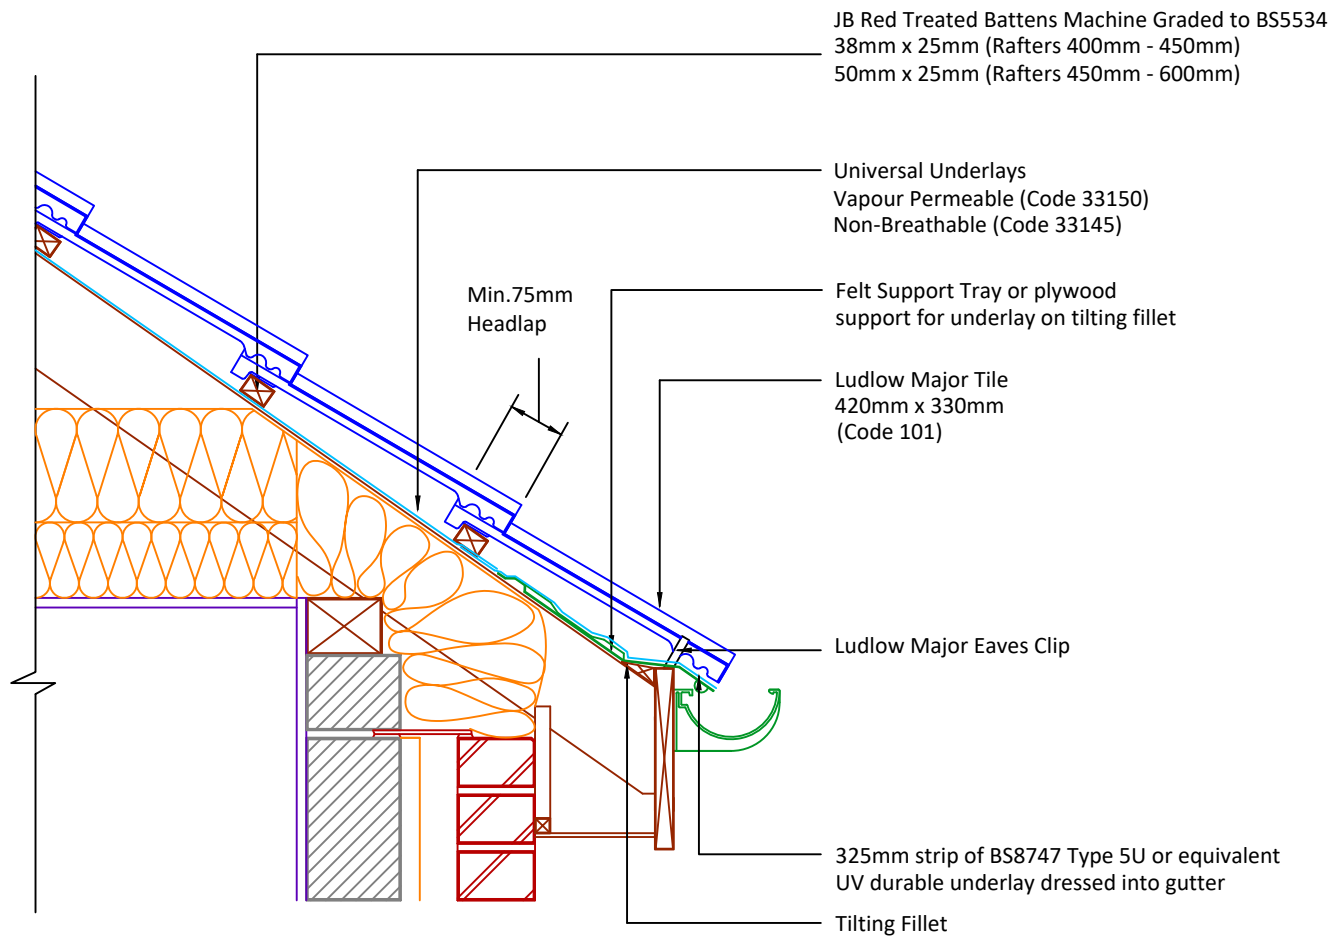 JB Red Treated Battens Machine Graded to BS5534
38mm x 25mm (Rafters 400mm - 450mm)
50mm x 25mm (Rafters 450mm - 600mm)
Universal Underlays
Vapour Permeable (Code 33150)
Non-Breathable (Code 33145)
Min.75mm
Headlap
Felt Support Tray or plywood
support for underlay on tilting fillet
Ludlow Major Tile
420mm x 330mm
(Code 101)
Ludlow Major Eaves Clip
325mm strip of BS8747 Type 5U or equivalent
UV durable underlay dressed into gutter
Tilting Fillet